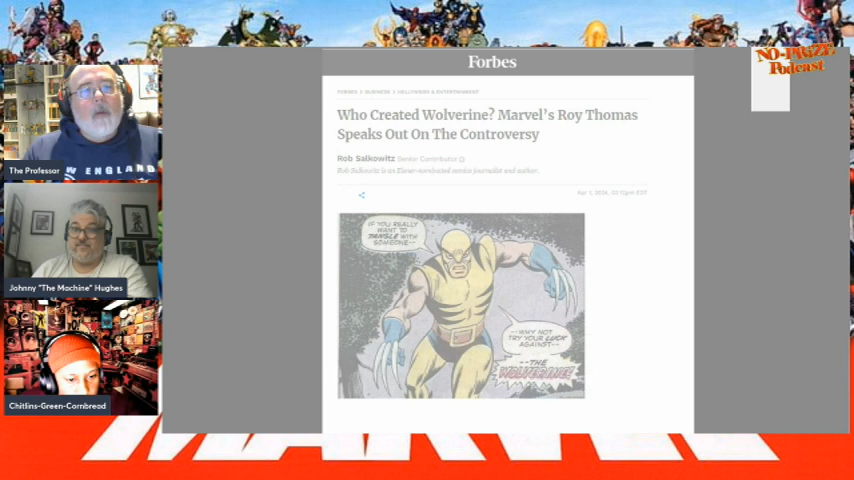 NO-PRIZE
Podcast
Forbes
FORBES > BUSINESS > HOLLYWOOD & ENTERTAINMENT
Who Created Wolverine? Marvel's Roy Thomas
Speaks Out On The Controversy
Rob Salkowitz Senior Contributor
Rob Salkowitz is an Eisner-nominated service journalist and author.
IF YOU REALLY
WANT TO
TANGLE WITH
SOMEONE--
--WHY NOT
TRY YOUR LUCK
AGAINST--
--THE
WOLVERINE!
The Professor
W ENGLAND
Johnny "The Machine" Hughes
Chitlins-Green-Cornbread
MARVEL